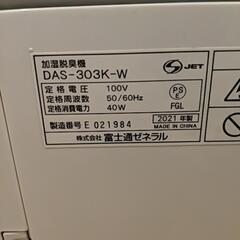 加湿脱臭機
DAS-303K-W
S JET
定格電圧 100V
定格周波数 50/60Hz
定格消費電力 40W
PS E
FGL
製造番号 E 021984
2021年製
MADE IN CHINA
株式会社 富士通ゼネラル